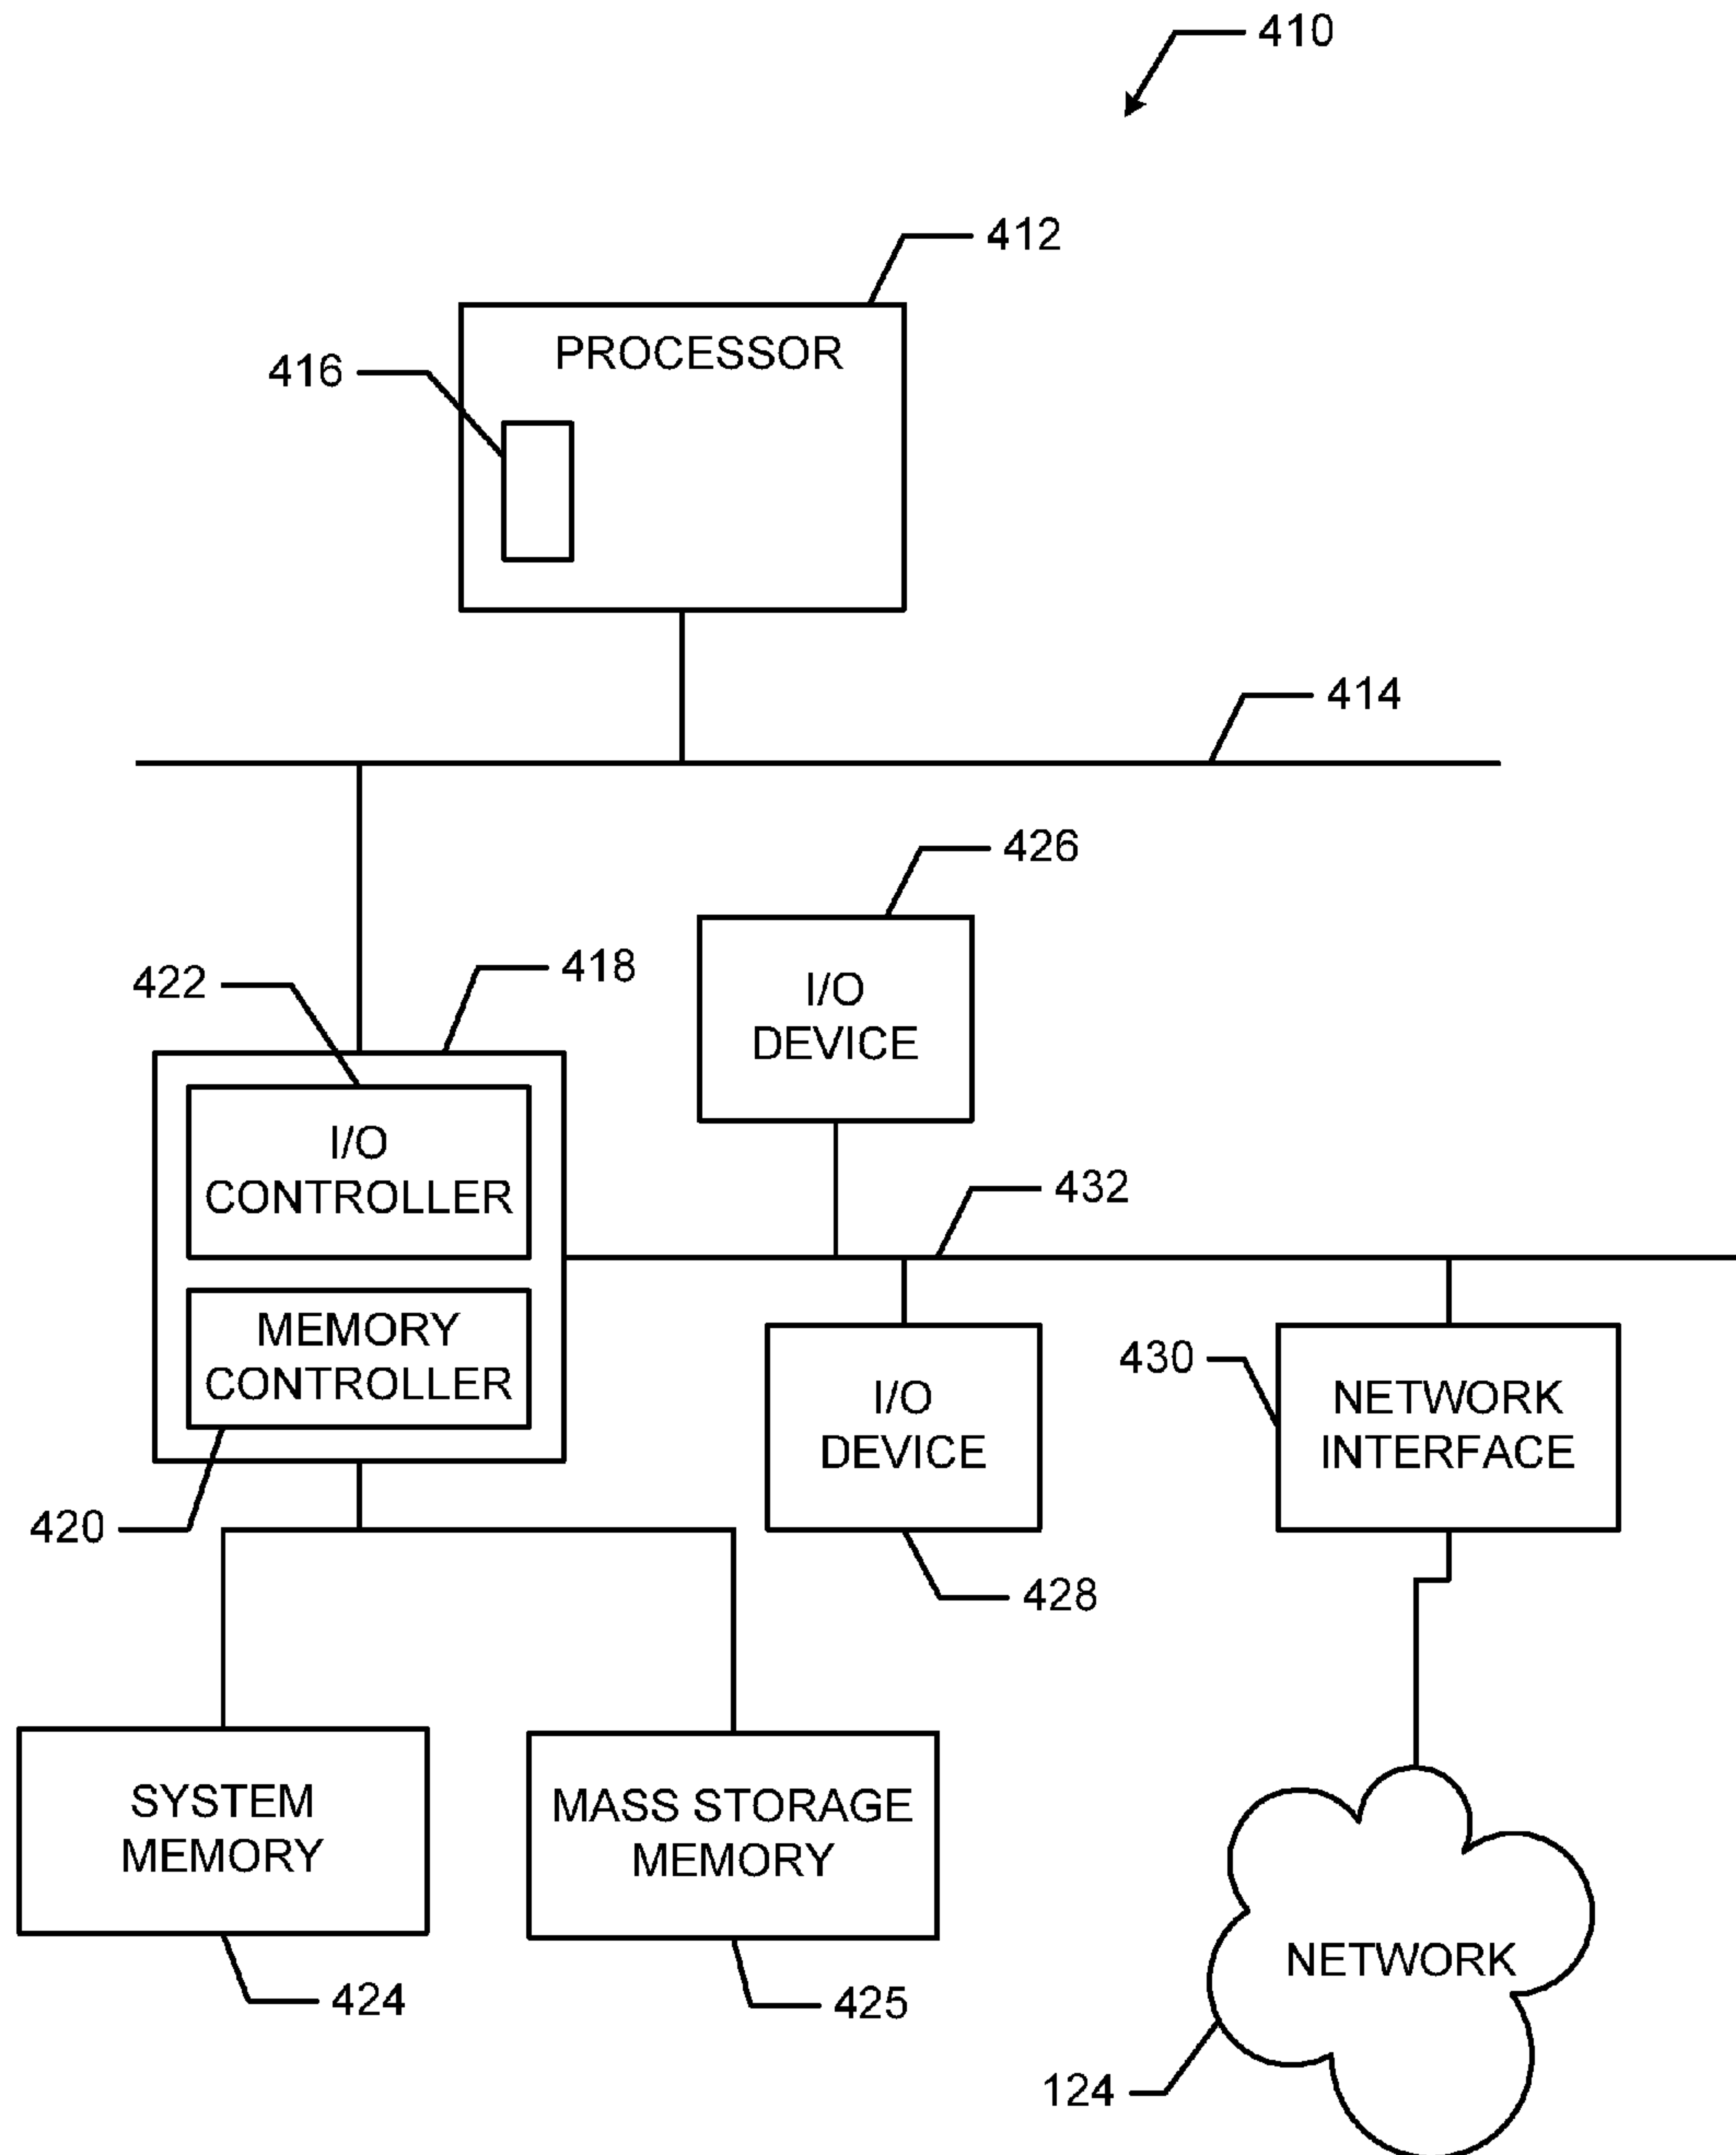 410
412
PROCESSOR
416
414
426
422
418
I/O
DEVICE
I/O
CONTROLLER
432
MEMORY
CONTROLLER
430
I/O
DEVICE
NETWORK
INTERFACE
420
428
SYSTEM
MEMORY
MASS STORAGE
MEMORY
NETWORK
424
425
124